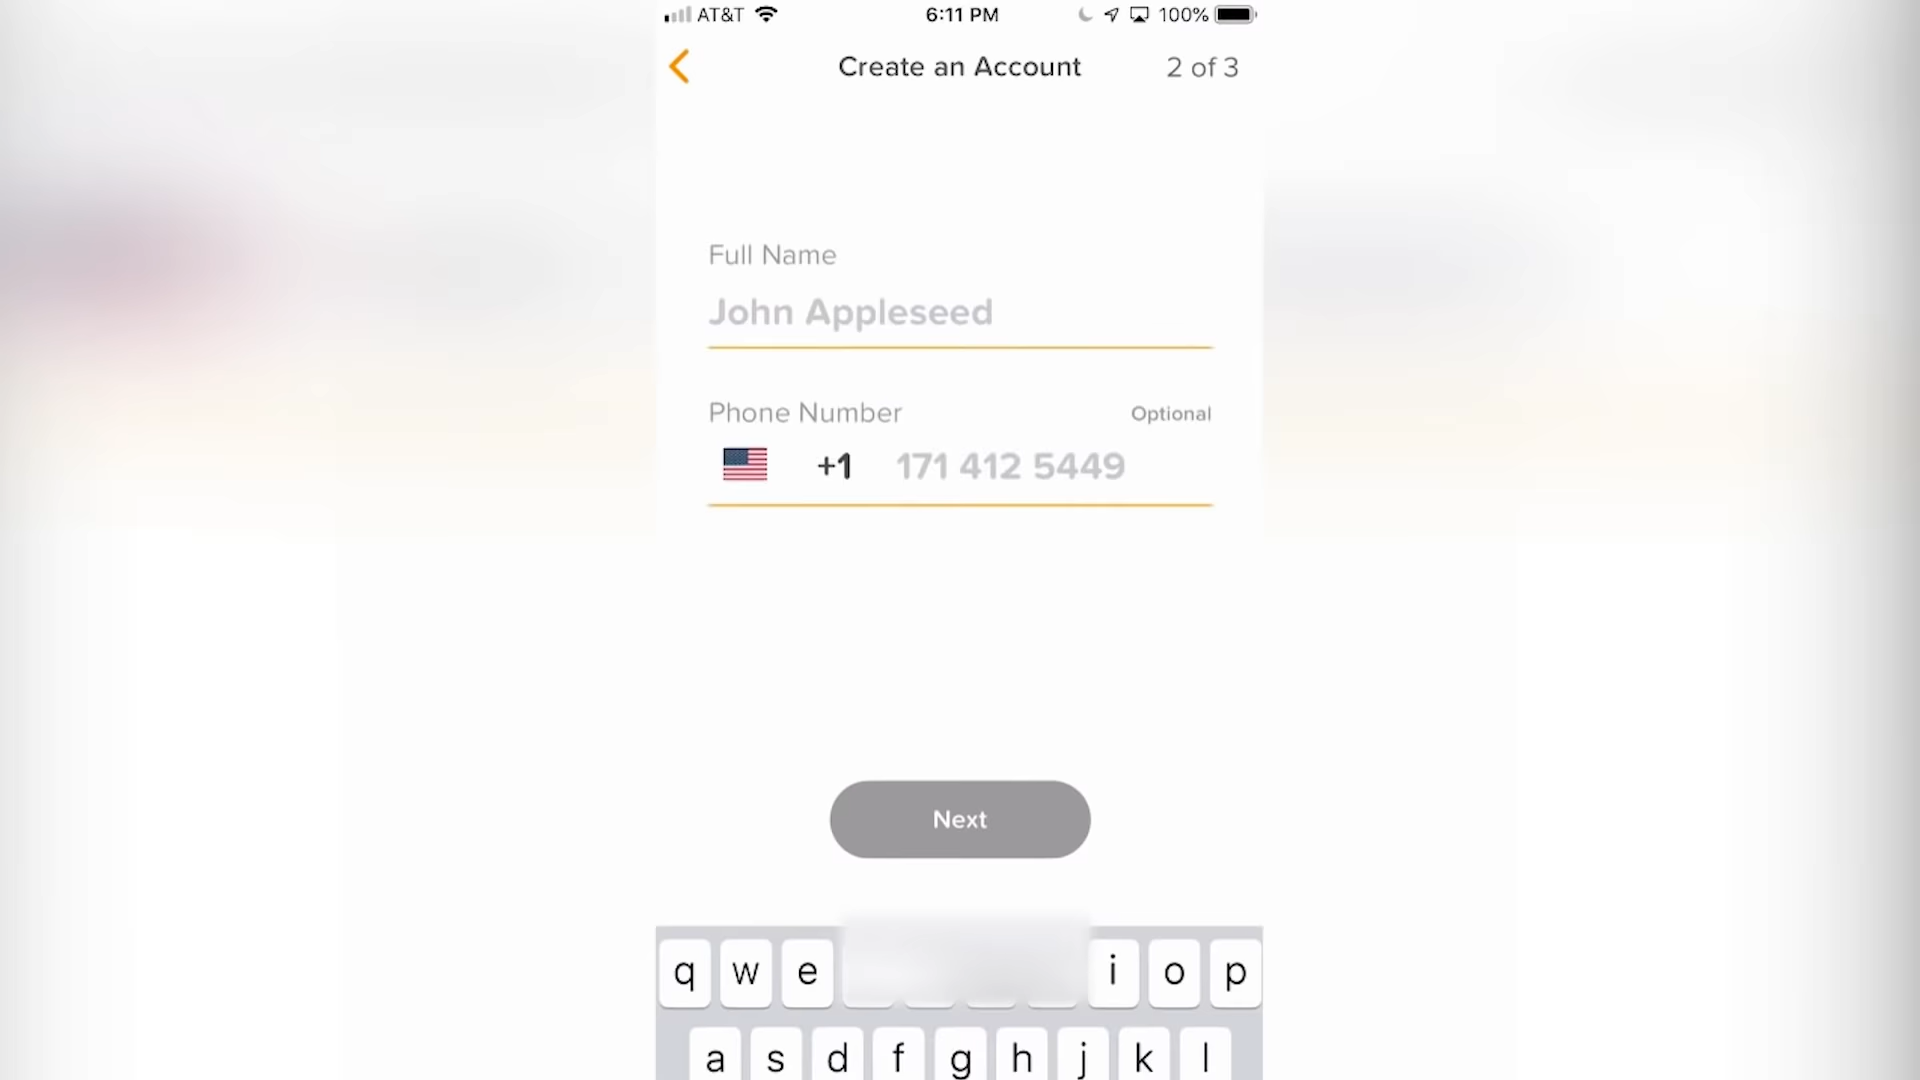 AT&T 6:11 PM 100%
Create an Account 2 of 3
Full Name
John Appleseed
Phone Number Optional
+1 171 412 5449
Next
q w e i o p
a s d f g h j k l